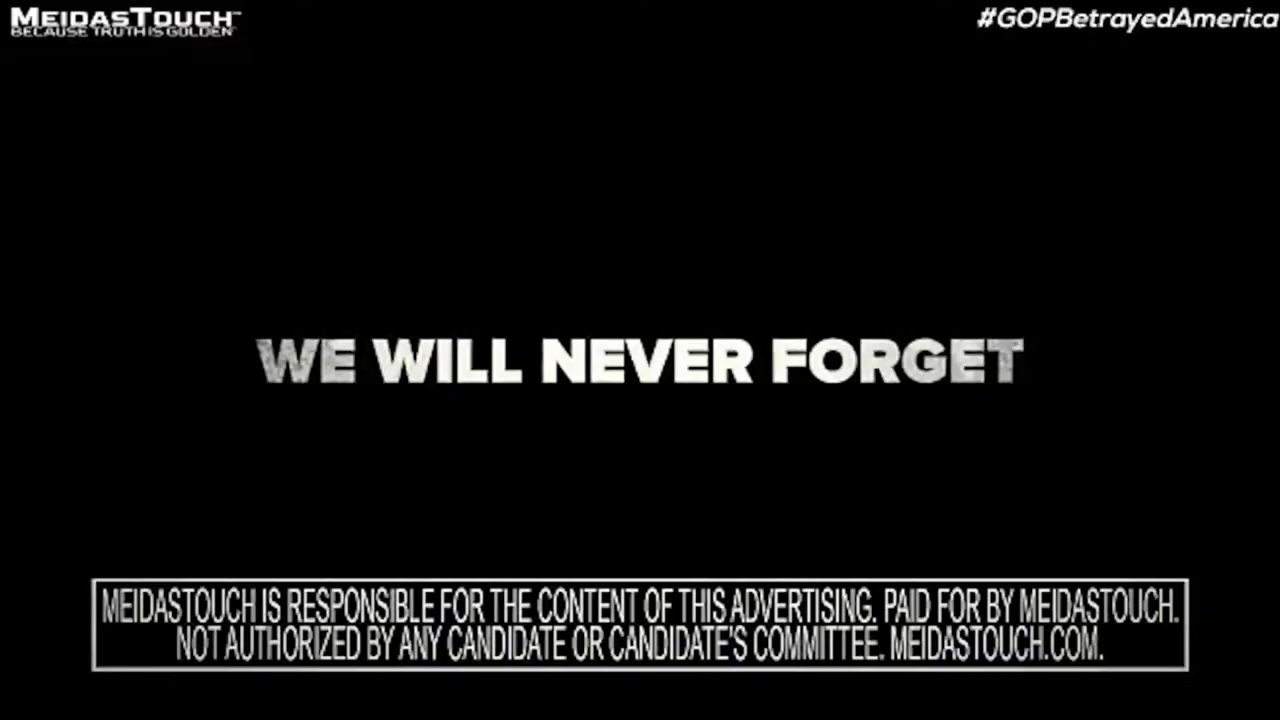 MEIDASTOUCH™
BECAUSE TRUTH IS GOLDEN
#GOPBetrayedAmerica
WE WILL NEVER FORGET
MEIDASTOUCH IS RESPONSIBLE FOR THE CONTENT OF THIS ADVERTISING. PAID FOR BY MEIDASTOUCH.
NOT AUTHORIZED BY ANY CANDIDATE OR CANDIDATE'S COMMITTEE. MEIDASTOUCH.COM.